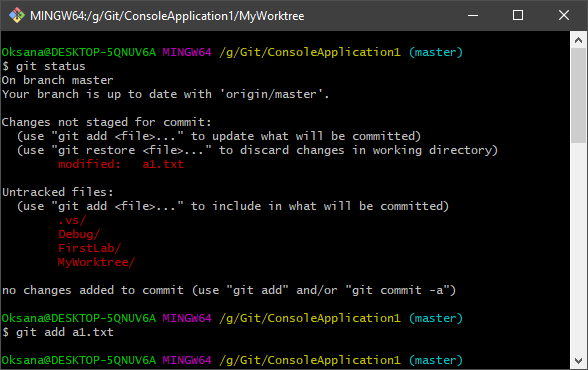 MINGW64:/g/Git/ConsoleApplication1/MyWorktree
Oksana@DESKTOP-5QNUV6A MINGW64 /g/Git/ConsoleApplication1 (master)
$ git status
On branch master
Your branch is up to date with 'origin/master'.
Changes not staged for commit:
  (use "git add <file>..." to update what will be committed)
  (use "git restore <file>..." to discard changes in working directory)
        modified:   a1.txt
Untracked files:
  (use "git add <file>..." to include in what will be committed)
        .vs/
        Debug/
        FirstLab/
        MyWorktree/
no changes added to commit (use "git add" and/or "git commit -a")
Oksana@DESKTOP-5QNUV6A MINGW64 /g/Git/ConsoleApplication1 (master)
$ git add a1.txt
Oksana@DESKTOP-5QNUV6A MINGW64 /g/Git/ConsoleApplication1 (master)